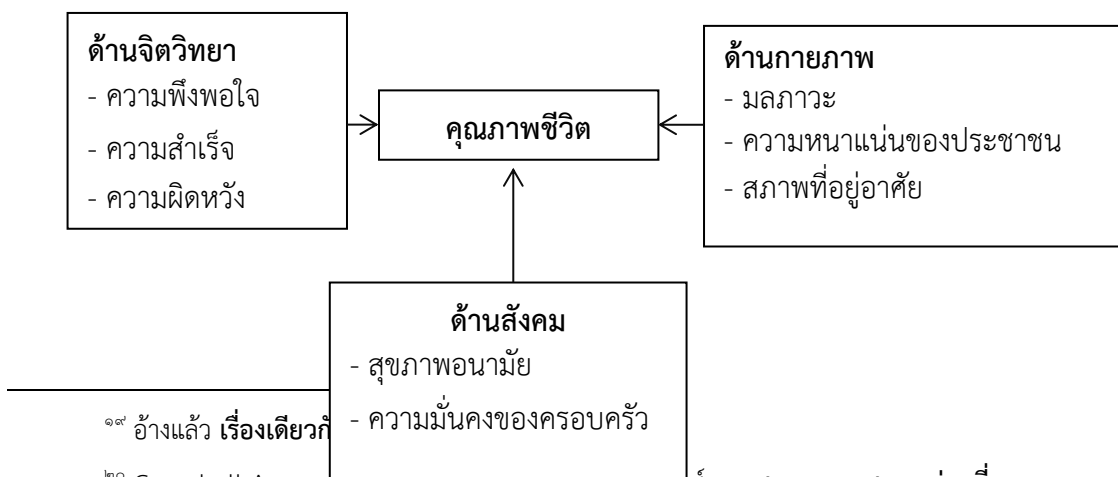 ด้านจิตวิทยา
- ความพึงพอใจ
- ความสำเร็จ
- ความผิดหวัง
คุณภาพชีวิต
ด้านกายภาพ
- มลภาวะ
- ความหนาแน่นของประชาชน
- สภาพที่อยู่อาศัย
ด้านสังคม
- สุขภาพอนามัย
- ความมั่นคงของครอบครัว
๑๙ อ้างแล้ว เรื่องเดียวกั